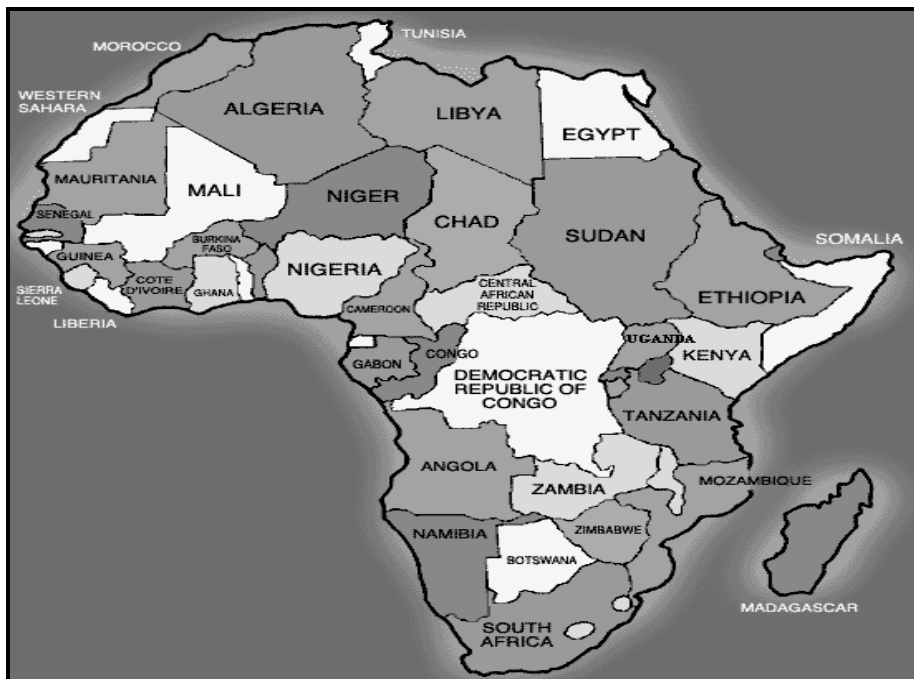 TUNISIA
MOROCCO
WESTERN
SAHARA
ALGERIA
LIBYA
EGYPT
MAURITANIA
MALI
NIGER
CHAD
SUDAN
SENEGAL
BURKINA
FASO
SOMALIA
GUINEA
NIGERIA
SIERRA
LEONE
COTE
D'IVOIRE
GHANA
CENTRAL
AFRICAN
REPUBLIC
ETHIOPIA
LIBERIA
CAMEROON
UGANDA
KENYA
GABON
CONGO
DEMOCRATIC
REPUBLIC OF
CONGO
TANZANIA
ANGOLA
ZAMBIA
MOZAMBIQUE
NAMIBIA
ZIMBABWE
BOTSWANA
MADAGASCAR
SOUTH
AFRICA